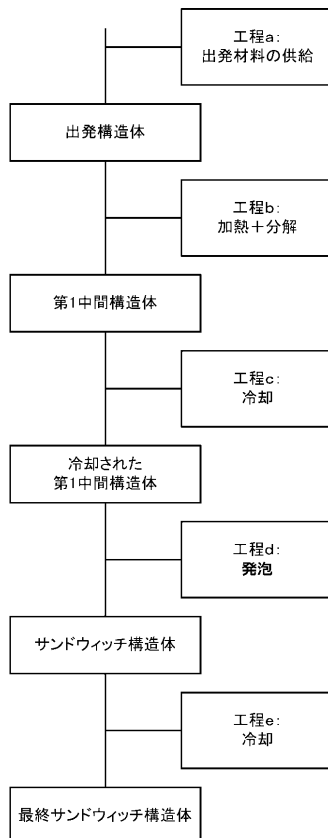 工程a:
出発材料の供給
出発構造体
工程b:
加熱＋分解
第1中間構造体
工程c:
冷却
冷却された
第1中間構造体
工程d:
発泡
サンドウィッチ構造体
工程e:
冷却
最終サンドウィッチ構造体